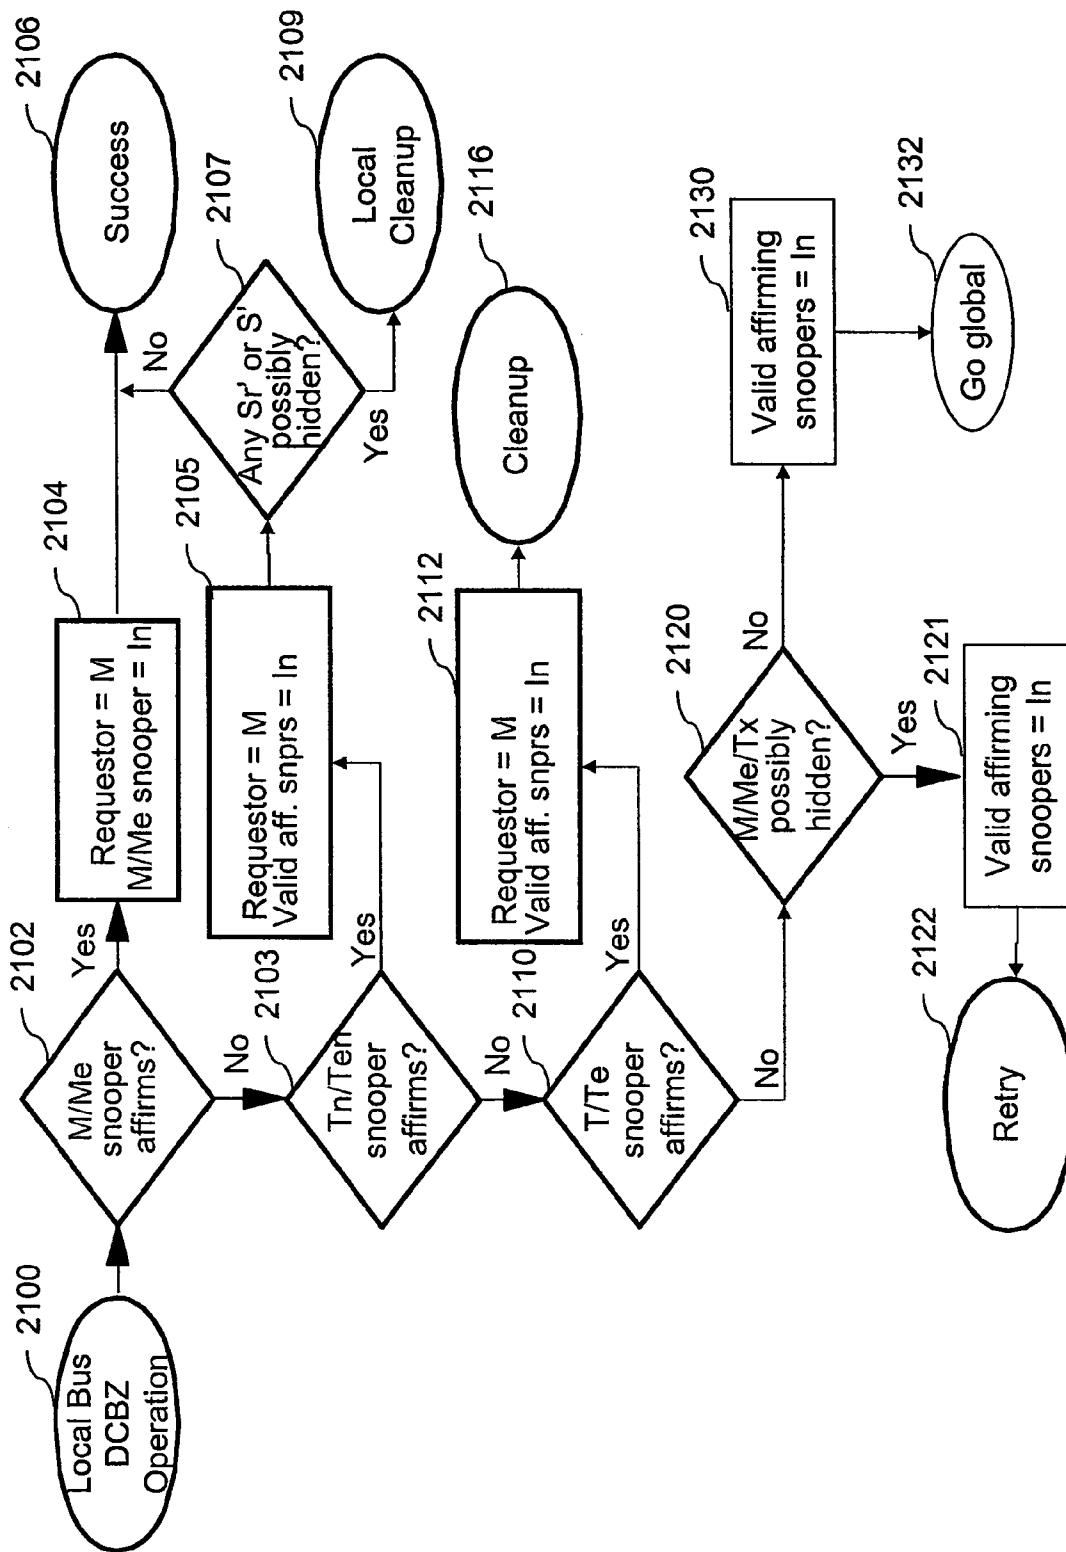 2100
Local Bus
DCBZ
Operation
2102
M/Me
snooper
affirms?
Yes
No
2104
Requestor = M
M/Me snooper = In
2106
Success
2103
Tn/Ten
snooper
affirms?
Yes
No
2105
Requestor = M
Valid aff. snprs = In
2107
Any Sr' or S'
possibly
hidden?
No
Yes
2109
Local
Cleanup
2110
T/Te
snooper
affirms?
Yes
No
2112
Requestor = M
Valid aff. snprs = In
2116
Cleanup
2120
M/Me/Tx
possibly
hidden?
No
Yes
2130
Valid affirming
snoopers = In
2132
Go global
2121
Valid affirming
snoopers = In
2122
Retry